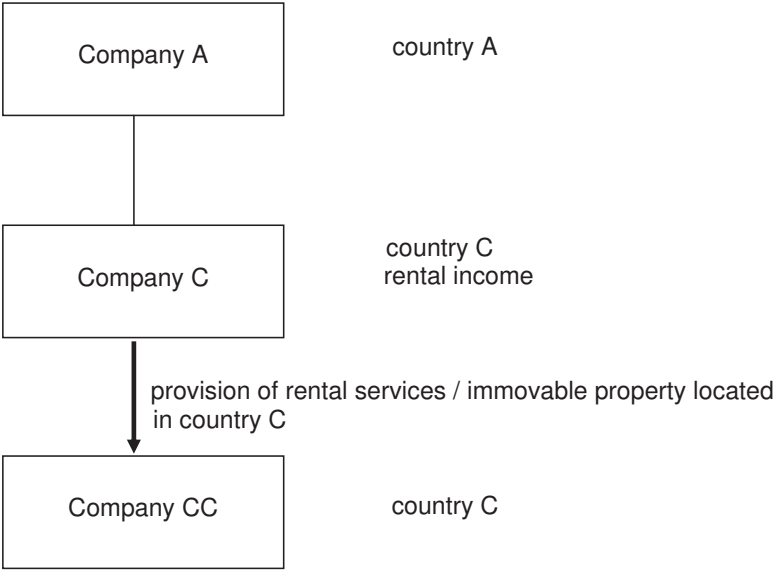 Company A
country A
Company C
country C
rental income
provision of rental services / immovable property located
in country C
Company CC
country C